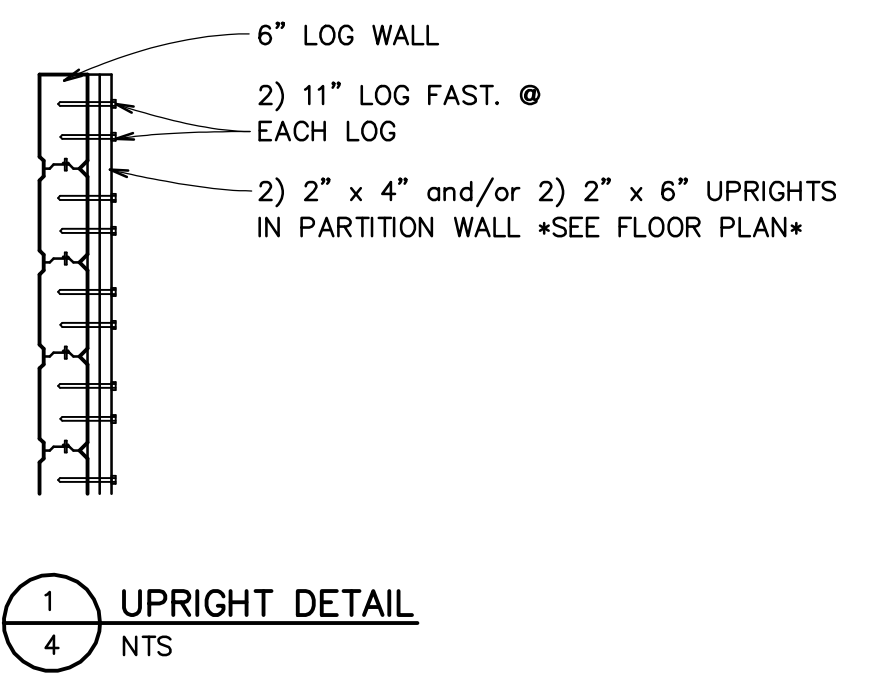 6” LOG WALL
2) 11” LOG FAST. @
EACH LOG
2) 2” x 4” and/or 2) 2” x 6” UPRIGHTS
IN PARTITION WALL *SEE FLOOR PLAN*
1
UPRIGHT DETAIL
4
NTS